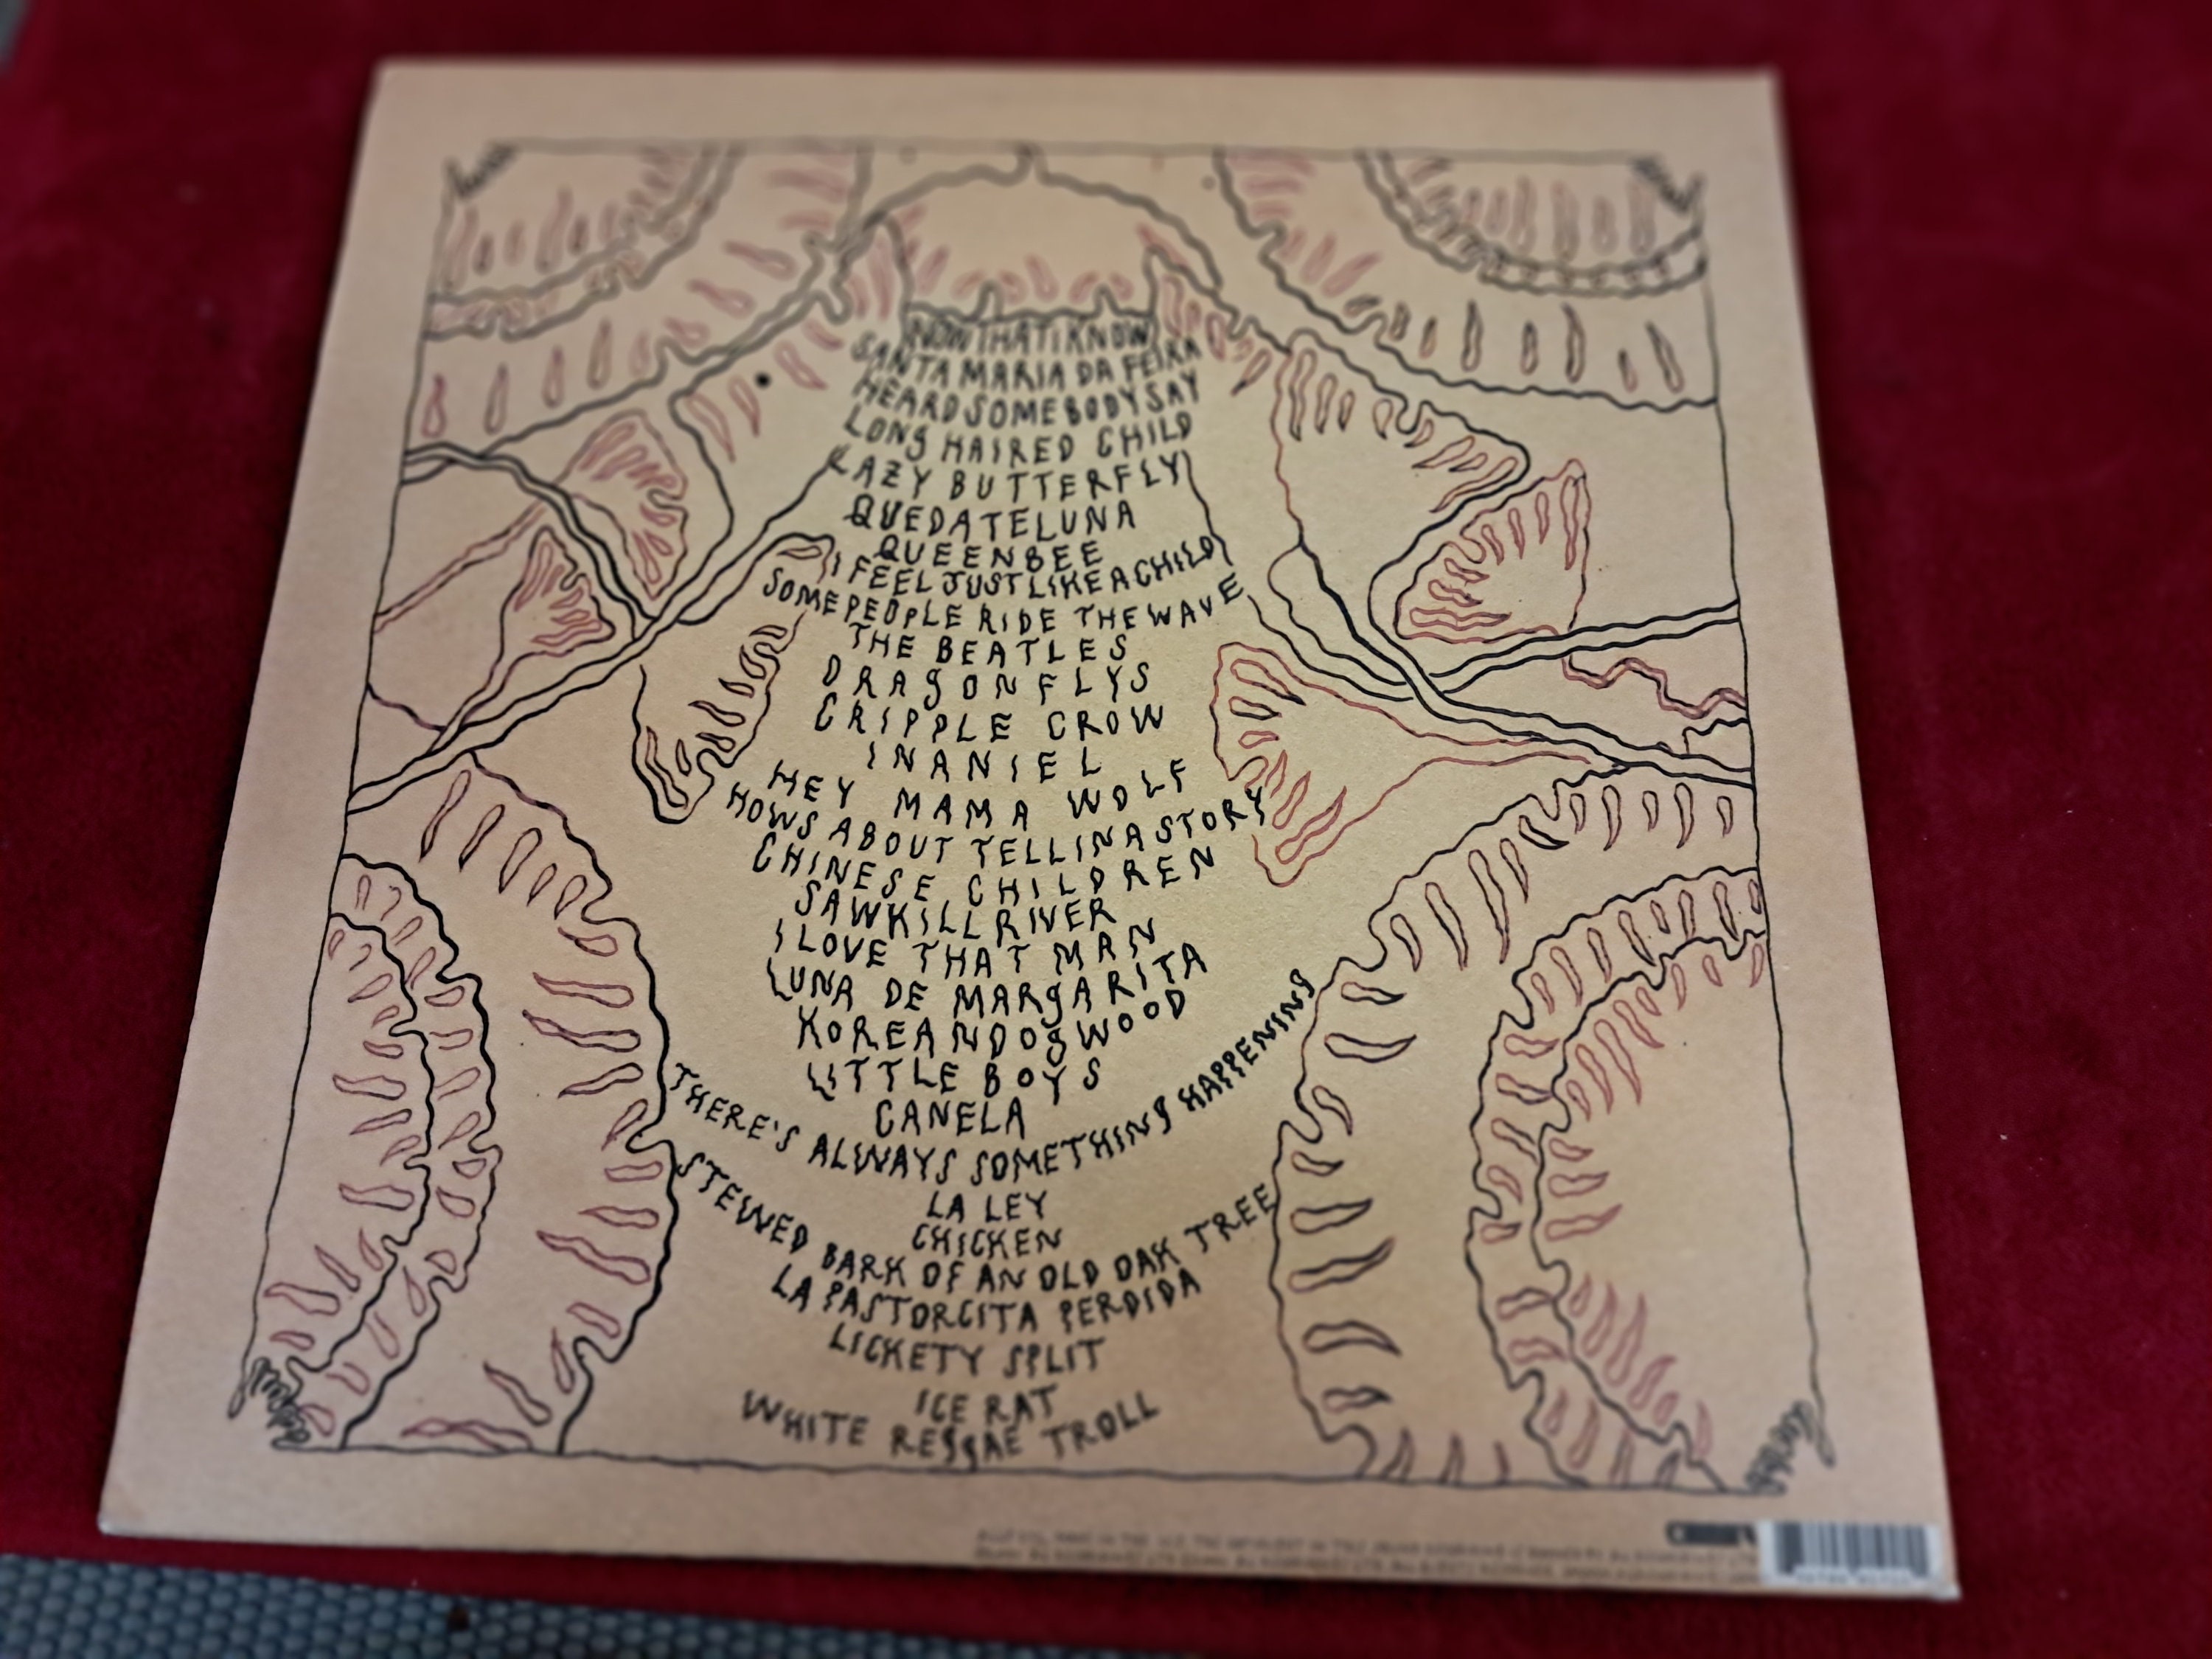 NOW THAT I KNOW
SANTA MARIA DA FEIRA
HEARD SOMEBODY SAY
LONG HAIRED CHILD
LAZY BUTTERFLY
QUEDATELUNA
QUEEN BEE
I FEEL JUST LIKE A CHILD
SOME PEOPLE RIDE THE WAVE
THE BEATLES
DRAGONFLYS
CRIPPLE CROW
INANIEL
HEY MAMA WOLF
HOWS ABOUT TELLIN A STORY
CHINESE CHILDREN
SAWKILL RIVER
I LOVE THAT MAN
LUNA DE MARGARITA
KOREAN DOGWOOD
LITTLE BOYS
CANELA
THERE'S ALWAYS SOMETHING HAPPENING
LA LEY
CHICKEN
STEWED BARK OF AN OLD OAK TREE
LA PASTORCITA PERDIDA
LICKETY SPLIT
ICE RAT
WHITE REGGAE TROLL